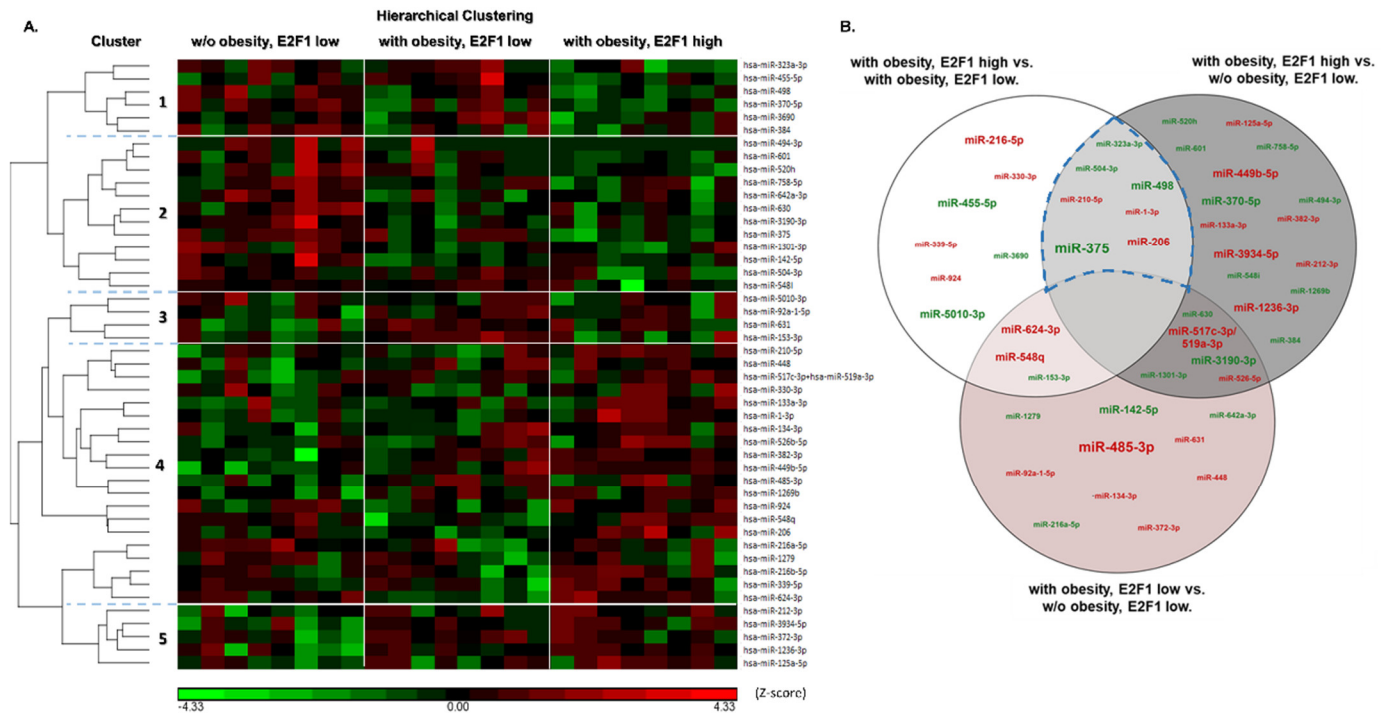 A.
Hierarchical Clustering
Cluster
w/o obesity, E2F1 low
with obesity, E2F1 low
with obesity, E2F1 high
1
2
3
4
5
hsa-miR-323a-3p
hsa-miR-455-5p
hsa-miR-498
hsa-miR-370-5p
hsa-miR-3690
hsa-miR-384
hsa-miR-494-3p
hsa-miR-601
hsa-miR-520h
hsa-miR-758-5p
hsa-miR-642a-3p
hsa-miR-630
hsa-miR-3190-3p
hsa-miR-375
hsa-miR-1301-3p
hsa-miR-142-5p
hsa-miR-504-3p
hsa-miR-548l
hsa-miR-5010-3p
hsa-miR-92a-1-5p
hsa-miR-631
hsa-miR-153-3p
hsa-miR-210-5p
hsa-miR-448
hsa-miR-517c-3p+hsa-miR-519a-3p
hsa-miR-330-3p
hsa-miR-133a-3p
hsa-miR-1-3p
hsa-miR-134-3p
hsa-miR-526b-5p
hsa-miR-382-3p
hsa-miR-449b-5p
hsa-miR-485-3p
hsa-miR-1269b
hsa-miR-924
hsa-miR-548q
hsa-miR-206
hsa-miR-216a-5p
hsa-miR-1279
hsa-miR-216b-5p
hsa-miR-339-5p
hsa-miR-624-3p
hsa-miR-212-3p
hsa-miR-3934-5p
hsa-miR-372-3p
hsa-miR-1236-3p
hsa-miR-125a-5p
-4.33
0.00
4.33
(Z-score)
B.
with obesity, E2F1 high vs.
with obesity, E2F1 low.
with obesity, E2F1 high vs.
w/o obesity, E2F1 low.
miR-216-5p
miR-330-3p
miR-455-5p
miR-339-5p
miR-3690
miR-924
miR-5010-3p
miR-323a-3p
miR-504-3p
miR-498
miR-210-5p
miR-1-3p
miR-375
miR-206
miR-520h
miR-125a-5p
miR-601
miR-758-5p
miR-449b-5p
miR-370-5p
miR-494-3p
miR-382-3p
miR-133a-3p
miR-3934-5p
miR-212-3p
miR-548i
miR-1269b
miR-1236-3p
miR-384
miR-624-3p
miR-548q
miR-153-3p
miR-630
miR-517c-3p/
519a-3p
miR-3190-3p
miR-1301-3p
miR-526-5p
miR-1279
miR-142-5p
miR-642a-3p
miR-485-3p
miR-631
miR-92a-1-5p
miR-448
miR-134-3p
miR-216a-5p
miR-372-3p
with obesity, E2F1 low vs.
w/o obesity, E2F1 low.